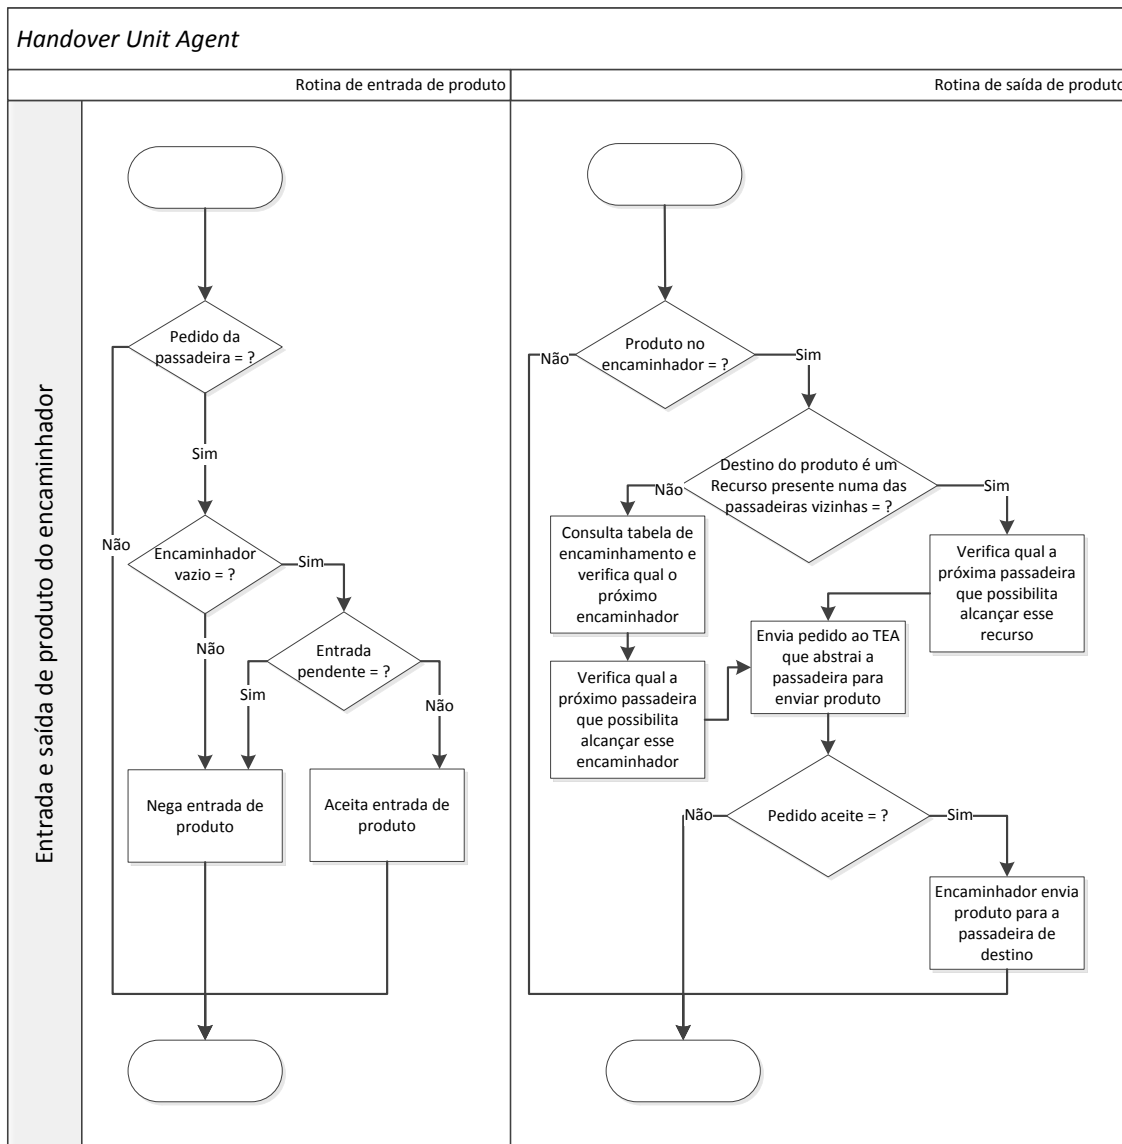 Handover Unit Agent
Rotina de entrada de produto
Rotina de saída de produto
Entrada e saída de produto do encaminhador
Pedido da
passadeira = ?
Não
Sim
Encaminhador
vazio = ?
Sim
Não
Entrada
pendente = ?
Sim
Não
Nega entrada de
produto
Aceita entrada de
produto
Produto no
encaminhador = ?
Não
Sim
Destino do produto é um
Recurso presente numa das
passadeiras vizinhas = ?
Não
Sim
Consulta tabela de
encaminhamento e
verifica qual o
próximo
encaminhador
Verifica qual a
próxima passadeira
que possibilita
alcançar esse
recurso
Verifica qual a
próximo passadeira
que possibilita
alcançar esse
encaminhador
Envia pedido ao TEA
que abstrai a
passadeira para
enviar produto
Pedido aceite = ?
Não
Sim
Encaminhador envia
produto para a
passadeira de
destino